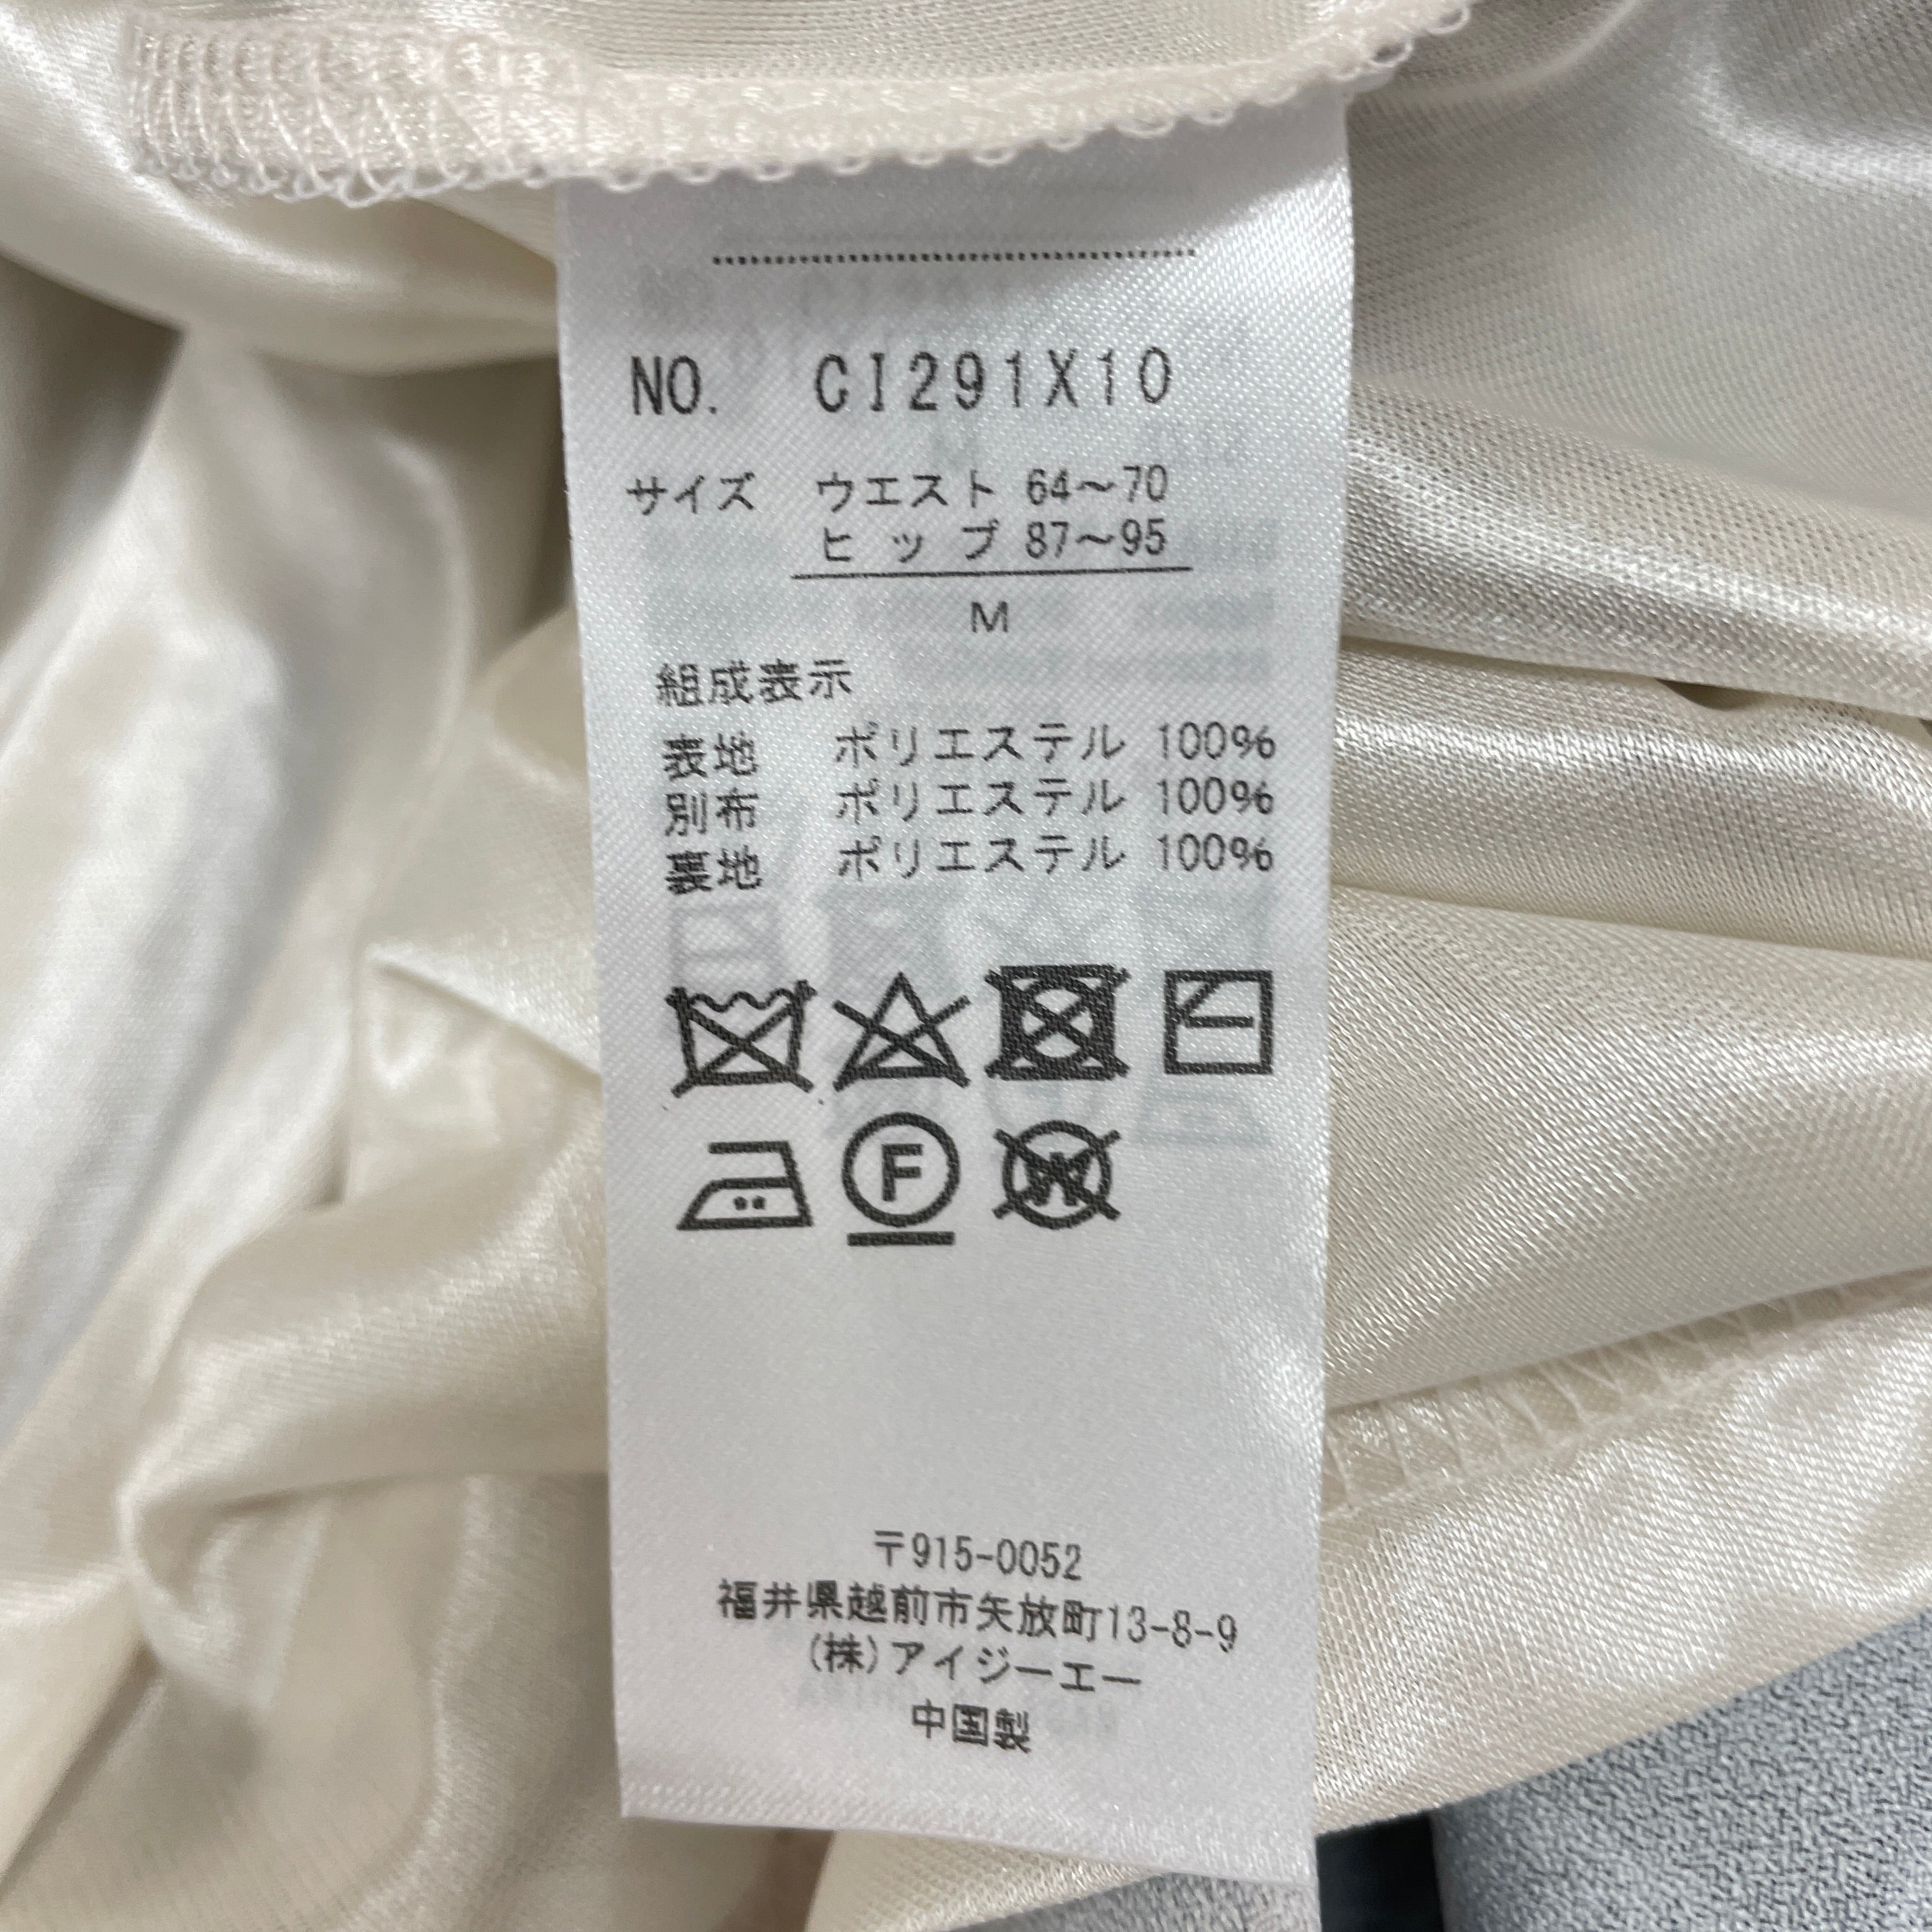 NO. CI291X10
サイズ ウエスト 64～70
ヒップ 87～95
M
組成表示
表地 ポリエステル 100%
別布 ポリエステル 100%
裏地 ポリエステル 100%
F
W
〒915-0052
福井県越前市矢放町13-8-9
(株)アイジーエー
中国製